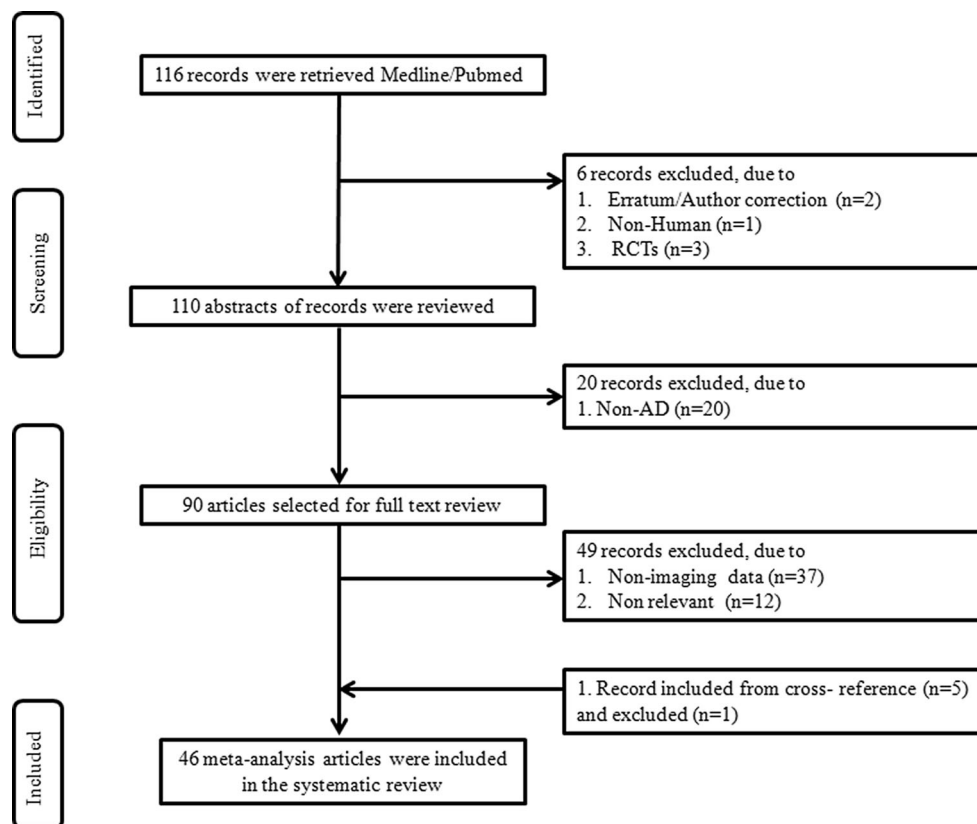 Identified
116 records were retrieved Medline/Pubmed
6 records excluded, due to
1. Erratum/Author correction (n=2)
2. Non-Human (n=1)
3. RCTs (n=3)
Screening
110 abstracts of records were reviewed
20 records excluded, due to
1. Non-AD (n=20)
Eligibility
90 articles selected for full text review
49 records excluded, due to
1. Non-imaging data (n=37)
2. Non relevant (n=12)
1. Record included from cross- reference (n=5)
and excluded (n=1)
Included
46 meta-analysis articles were included
in the systematic review